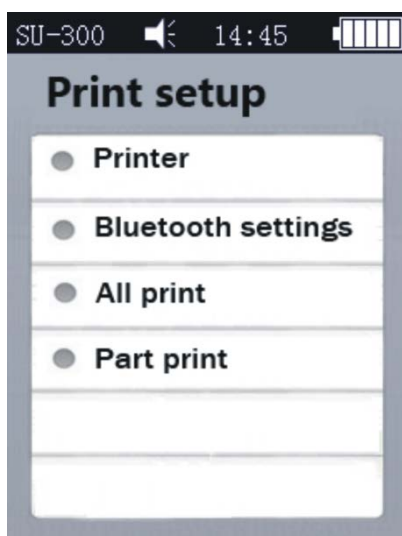 SU-300 14:45
Print setup
Printer
Bluetooth settings
All print
Part print